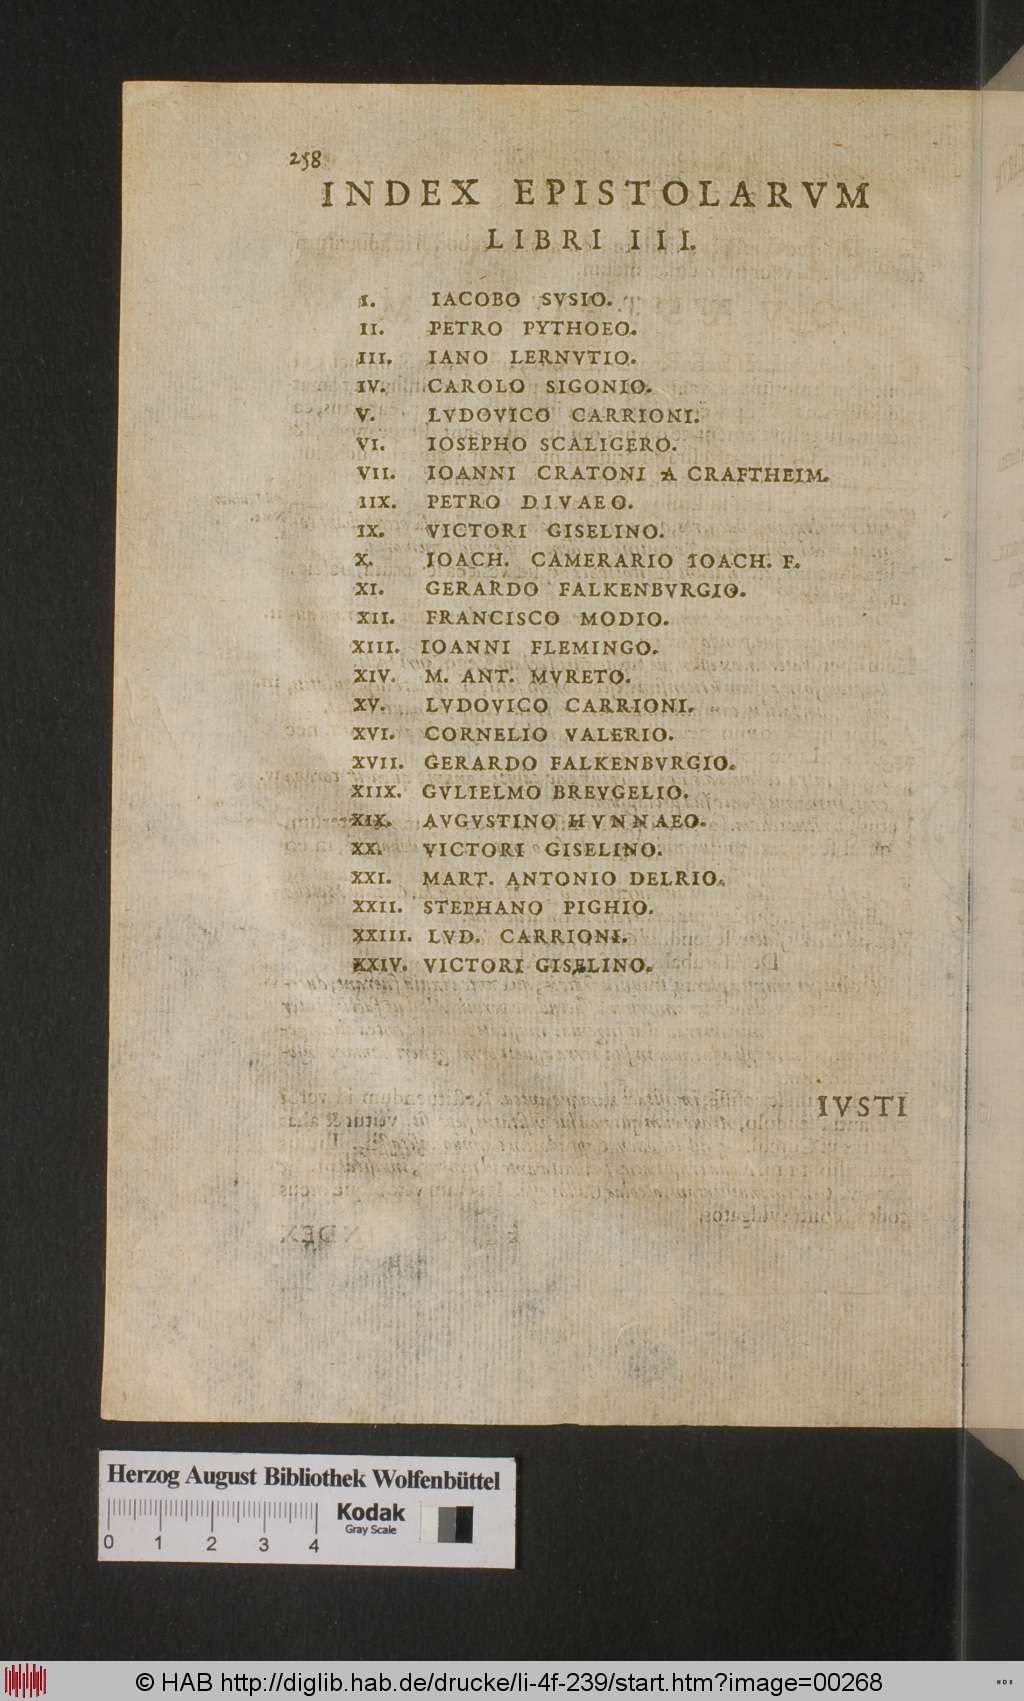 258
INDEX EPISTOLARVM
LIBRI III.
I. IACOBO SVSIO.
II. PETRO PYTHOEO.
III. IANO LERNVTIO.
IV. CAROLO SIGONIO.
V. LVDOVICO CARRIONI.
VI. IOSEPHO SCALIGERO.
VII. IOANNI CRATONI A CRAFTHEIM.
IIX. PETRO DIVAEO.
IX. VICTORI GISELINO.
X. IOACH. CAMERARIO IOACH. F.
XI. GERARDO FALKENBVRGIO.
XII. FRANCISCO MODIO.
XIII. IOANNI FLEMINGO.
XIV. M. ANT. MVRETO.
XV. LVDOVICO CARRIONI.
XVI. CORNELIO VALERIO.
XVII. GERARDO FALKENBVRGIO.
XIIX. GVLIELMO BREVGELIO.
XIX. AVGVSTINO HVNNAEO.
XX. VICTORI GISELINO.
XXI. MART. ANTONIO DELRIO.
XXII. STEPHANO PIGHIO.
XXIII. LVD. CARRIONI.
XXIV. VICTORI GISELINO.
IVSTI
Herzog August Bibliothek Wolfenbüttel
Kodak
Gray Scale
0 1 2 3 4
© HAB http://diglib.hab.de/drucke/li-4f-239/start.htm?image=00268